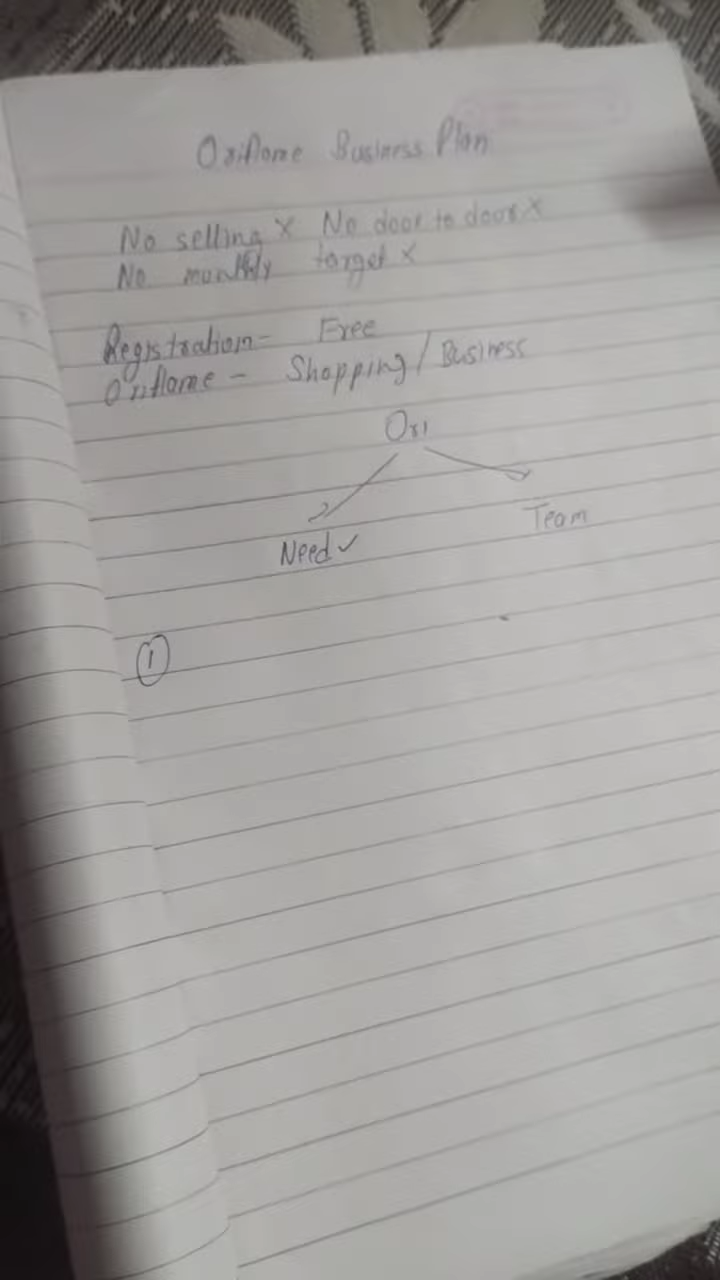 Oriflame Business Plan
No selling x No door to door x
No monthly target x
Registration - Free
Oriflame - Shopping / Business
Ori
Need ✓
Team
①